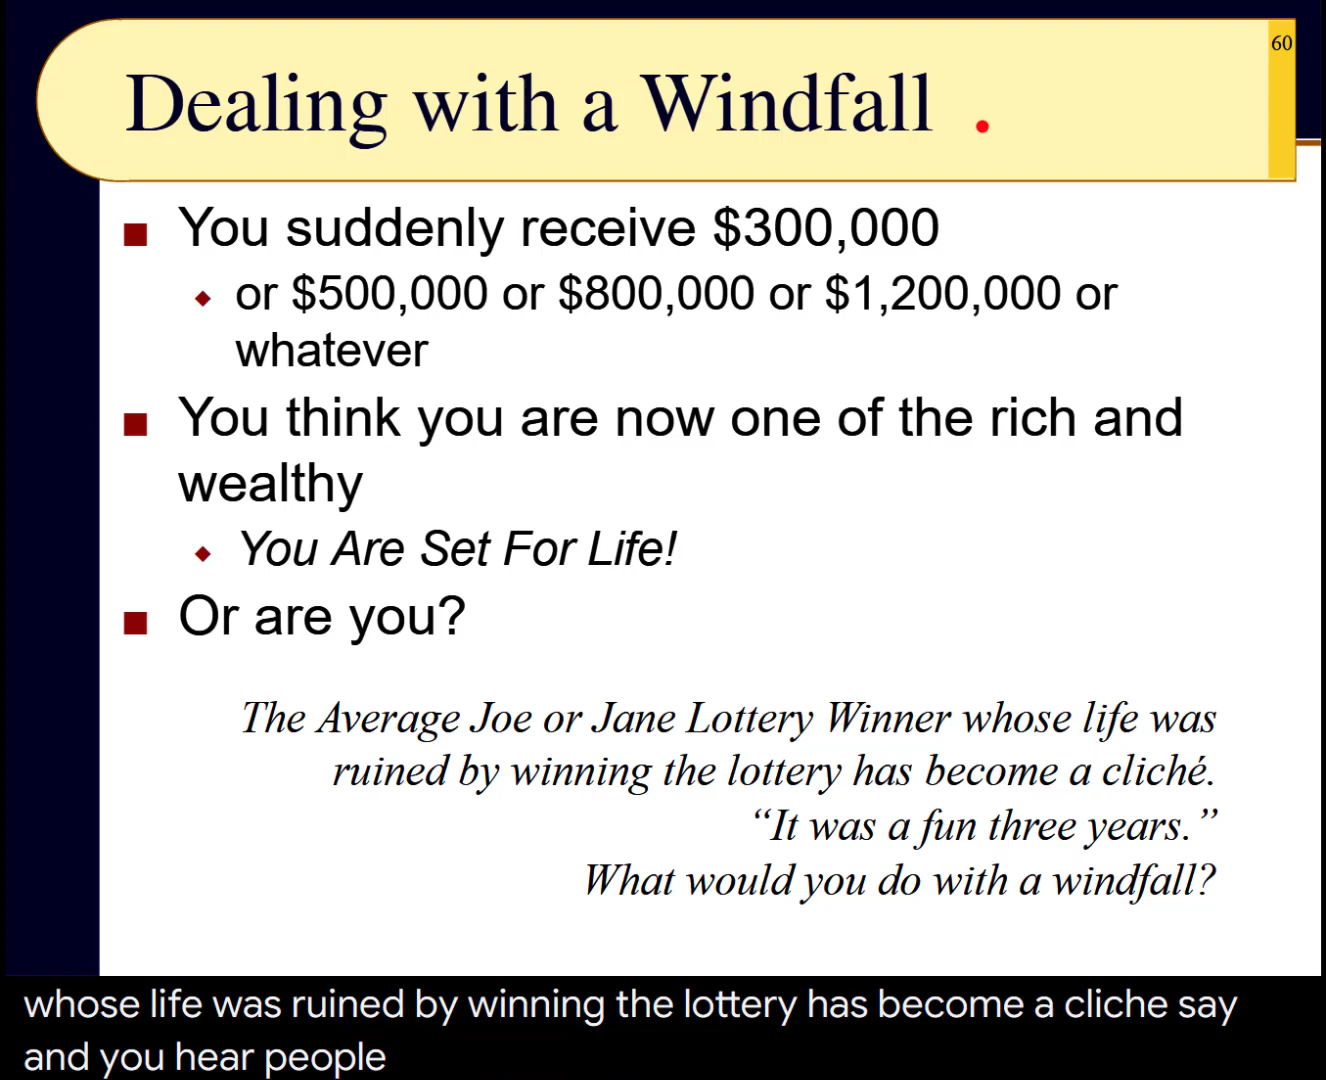 60
Dealing with a Windfall .
You suddenly receive $300,000
or $500,000 or $800,000 or $1,200,000 or
whatever
You think you are now one of the rich and
wealthy
You Are Set For Life!
Or are you?
The Average Joe or Jane Lottery Winner whose life was
ruined by winning the lottery has become a cliché.
“It was a fun three years.”
What would you do with a windfall?
whose life was ruined by winning the lottery has become a cliche say
and you hear people